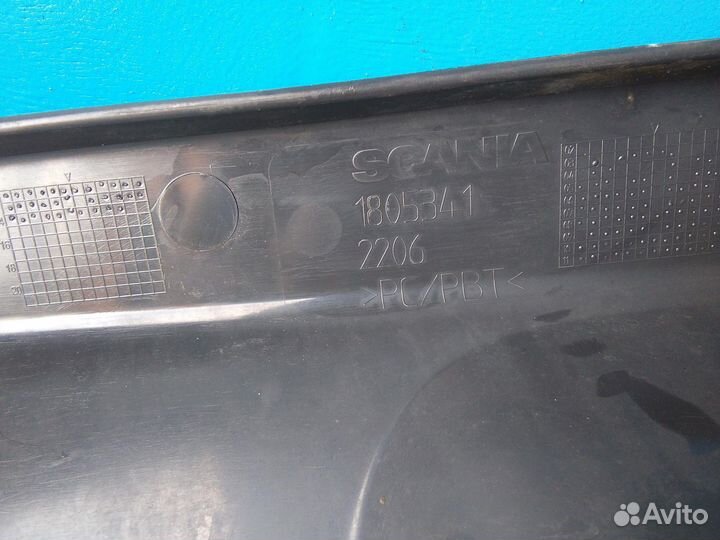 SCANIA
1805341
2206
>PC/PBT<
Avito